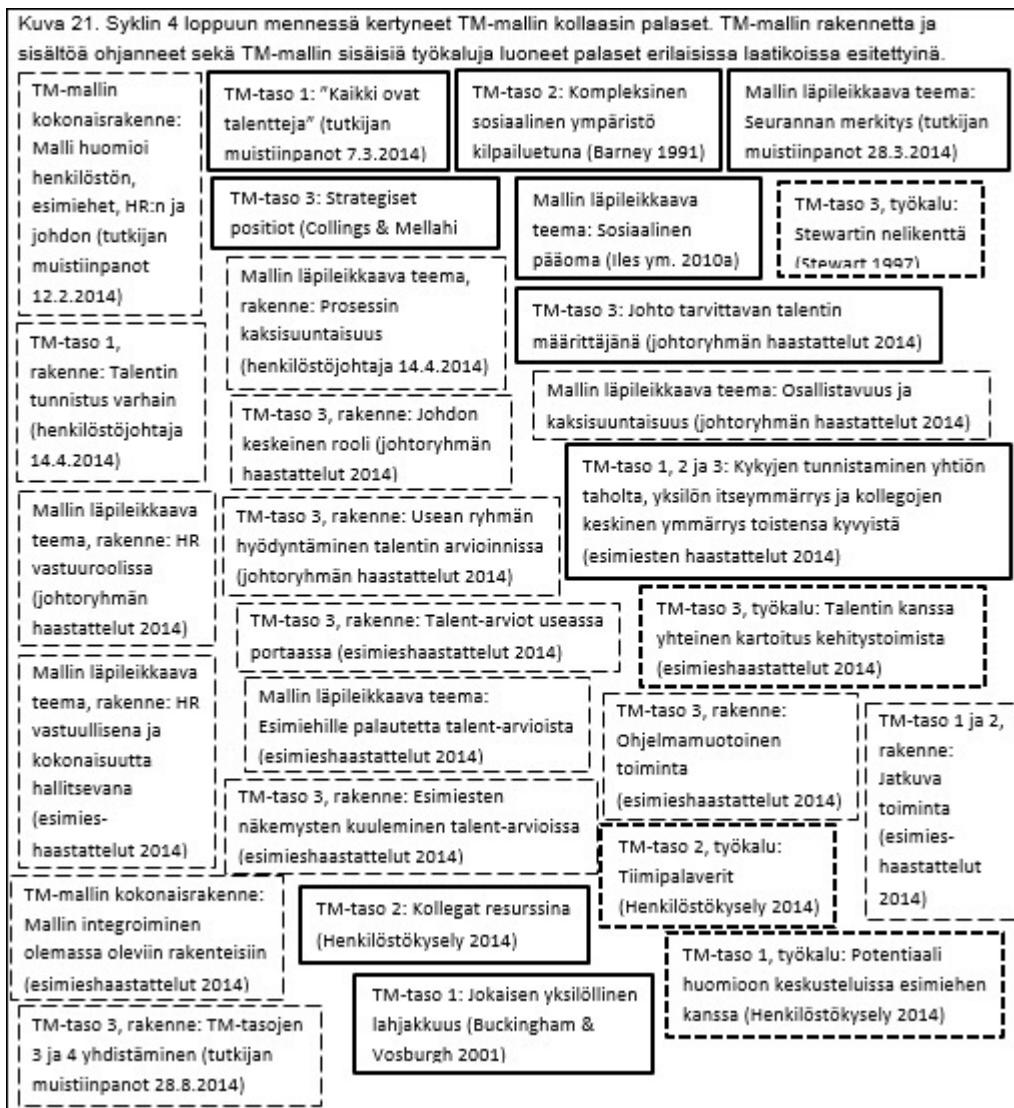 Kuva 21. Syklin 4 loppuun mennessä kertyneet TM-mallin kollaasin palaset. TM-mallin rakennetta ja
sisältöä ohjanneet sekä TM-mallin sisäisiä työkaluja luoneet palaset erilaisissa laatikoissa esitettyinä.
TM-mallin
kokonaisrakenne:
Malli huomioi
henkilöstön,
esimiehet, HR:n ja
johdon (tutkijan
muistiinpanot
12.2.2014)
TM-taso 1: ”Kaikki ovat
talentteja” (tutkijan
muistiinpanot 7.3.2014)
TM-taso 2: Kompleksinen
sosiaalinen ympäristö
kilpailuetuna (Barney 1991)
Mallin läpileikkaava teema:
Seurannan merkitys (tutkijan
muistiinpanot 28.3.2014)
TM-taso 3: Strategiset
positiot (Collings & Mellahi
Mallin läpileikkaava
teema: Sosiaalinen
pääoma (Iles ym. 2010a)
TM-taso 3, työkalu:
Stewartin nelikenttä
(Stewart 1997)
Mallin läpileikkaava teema,
rakenne: Prosessin
kaksisuuntaisuus
(henkilöstöjohtaja 14.4.2014)
TM-taso 3: Johto tarvittavan talentin
määrittäjänä (johtoryhmän haastattelut 2014)
TM-taso 1,
rakenne: Talentin
tunnistus varhain
(henkilöstöjohtaja
14.4.2014)
Mallin läpileikkaava teema: Osallistavuus ja
kaksisuuntaisuus (johtoryhmän haastattelut 2014)
TM-taso 3, rakenne: Johdon
keskeinen rooli (johtoryhmän
haastattelut 2014)
TM-taso 1, 2 ja 3: Kykyjen tunnistaminen yhtiön
taholta, yksilön itseymmärrys ja kollegojen
keskinen ymmärrys toistensa kyvyistä
(esimiesten haastattelut 2014)
Mallin läpileikkaava
teema, rakenne: HR
vastuuroolissa
(johtoryhmän
haastattelut 2014)
TM-taso 3, rakenne: Usean ryhmän
hyödyntäminen talentin arvioinnissa
(johtoryhmän haastattelut 2014)
TM-taso 3, työkalu: Talentin kanssa
yhteinen kartoitus kehitystoimista
(esimieshaastattelut 2014)
TM-taso 3, rakenne: Talent-arviot useassa
portaassa (esimieshaastattelut 2014)
Mallin läpileikkaava
teema, rakenne: HR
vastuullisena ja
kokonaisuutta
hallitsevana
(esimies-
haastattelut 2014)
Mallin läpileikkaava teema:
Esimiehille palautetta talent-arvioista
(esimieshaastattelut 2014)
TM-taso 3, rakenne:
Ohjelmamuotoinen
toiminta
(esimieshaastattelut 2014)
TM-taso 1 ja 2,
rakenne:
Jatkuva
toiminta
(esimies-
haastattelut
2014)
TM-taso 3, rakenne: Esimiesten
näkemysten kuuleminen talent-arvioissa
(esimieshaastattelut 2014)
TM-taso 2, työkalu:
Tiimipalaverit
(Henkilöstökysely 2014)
TM-mallin kokonaisrakenne:
Mallin integroiminen
olemassa oleviin rakenteisiin
(esimieshaastattelut 2014)
TM-taso 2: Kollegat resurssina
(Henkilöstökysely 2014)
TM-taso 1, työkalu: Potentiaali
huomioon keskusteluissa esimiehen
kanssa (Henkilöstökysely 2014)
TM-taso 1: Jokaisen yksilöllinen
lahjakkuus (Buckingham &
Vosburgh 2001)
TM-taso 3, rakenne: TM-tasojen
3 ja 4 yhdistäminen (tutkijan
muistiinpanot 28.8.2014)